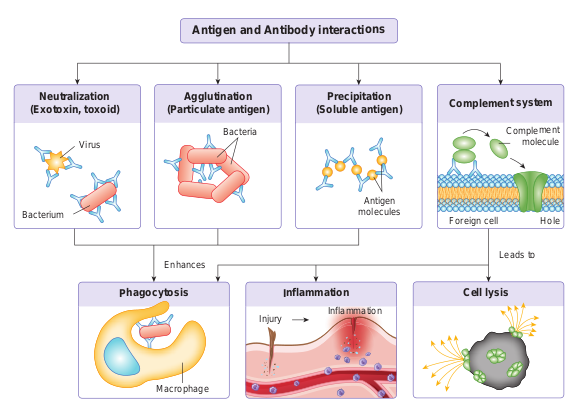 Antigen and Antibody interactions
Neutralization
(Exotoxin, toxoid)
Virus
Bacterium
Agglutination
(Particulate antigen)
Bacteria
Precipitation
(Soluble antigen)
Antigen
molecules
Complement system
Complement
molecule
Foreign cell
Hole
Enhances
Leads to
Phagocytosis
Macrophage
Inflammation
Injury
Inflammation
Cell lysis